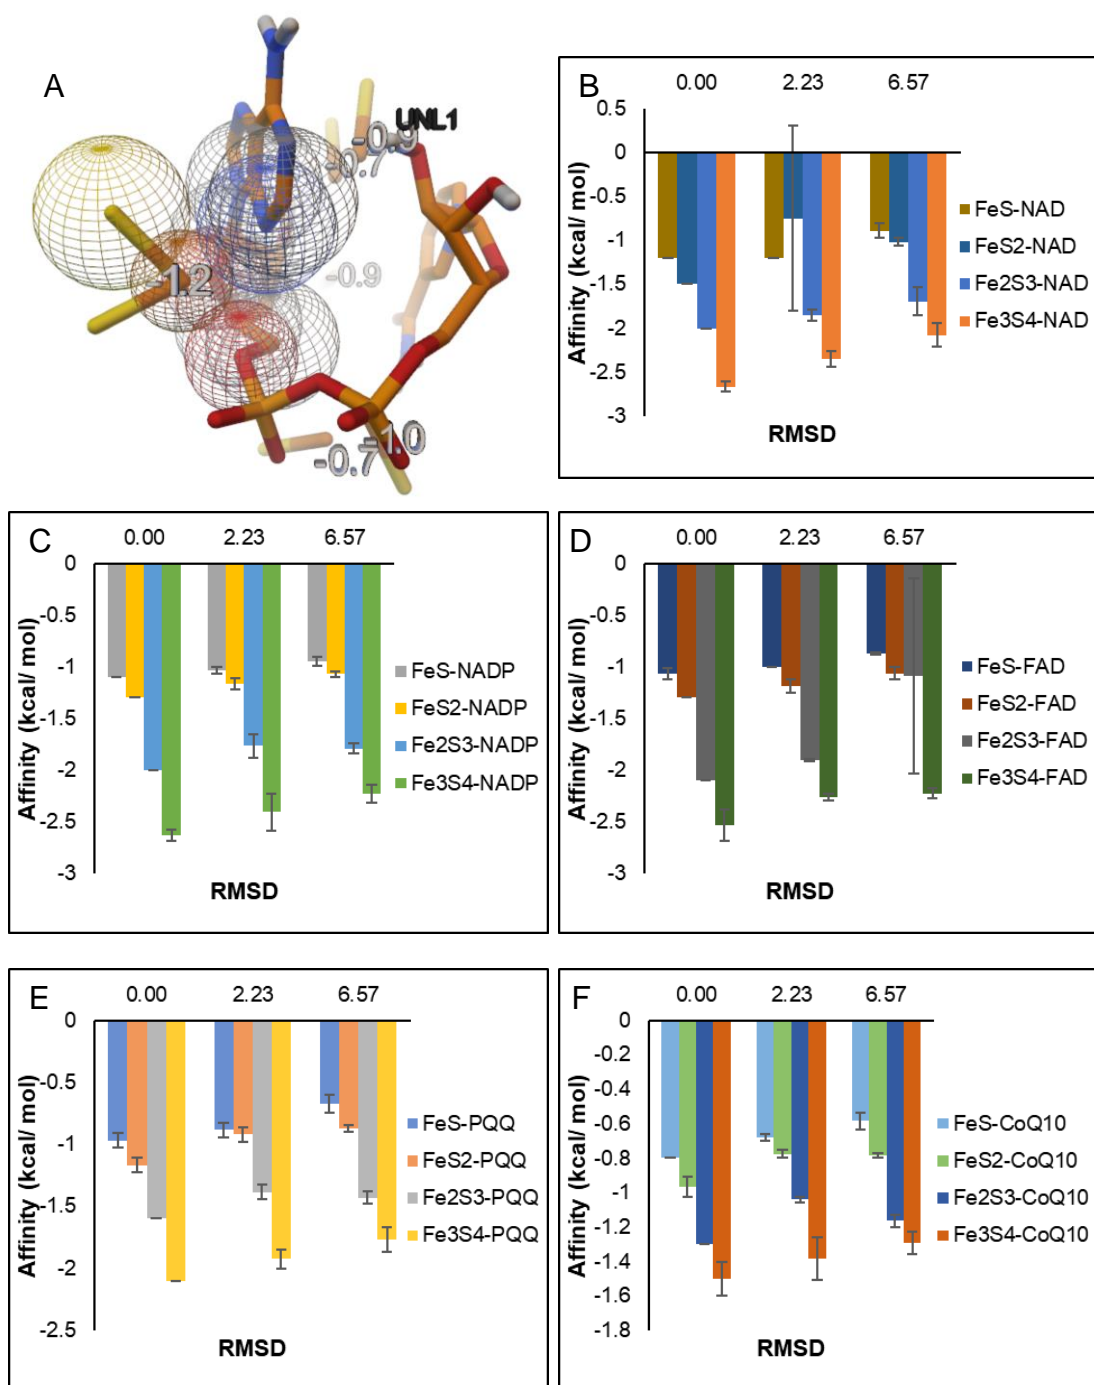 A
UNL1
-0.9
-0.7
-1.2
-0.9
-1.0
-0.7
B
0.00 2.23 6.57
0.5
0
-0.5
-1
-1.5
-2
-2.5
-3
Affinity (kcal/ mol)
RMSD
FeS-NAD
FeS2-NAD
Fe2S3-NAD
Fe3S4-NAD
C
0.00 2.23 6.57
0
-0.5
-1
-1.5
-2
-2.5
-3
Affinity (kcal/ mol)
RMSD
FeS-NADP
FeS2-NADP
Fe2S3-NADP
Fe3S4-NADP
D
0.00 2.23 6.57
0
-0.5
-1
-1.5
-2
-2.5
-3
Affinity (kcal/ mol)
RMSD
FeS-FAD
FeS2-FAD
Fe2S3-FAD
Fe3S4-FAD
E
0.00 2.23 6.57
0
-0.5
-1
-1.5
-2
-2.5
Affinity (kcal/ mol)
RMSD
FeS-PQQ
FeS2-PQQ
Fe2S3-PQQ
Fe3S4-PQQ
F
0.00 2.23 6.57
0
-0.2
-0.4
-0.6
-0.8
-1
-1.2
-1.4
-1.6
-1.8
Affinity (kcal/ mol)
RMSD
FeS-CoQ10
FeS2-CoQ10
Fe2S3-CoQ10
Fe3S4-CoQ10